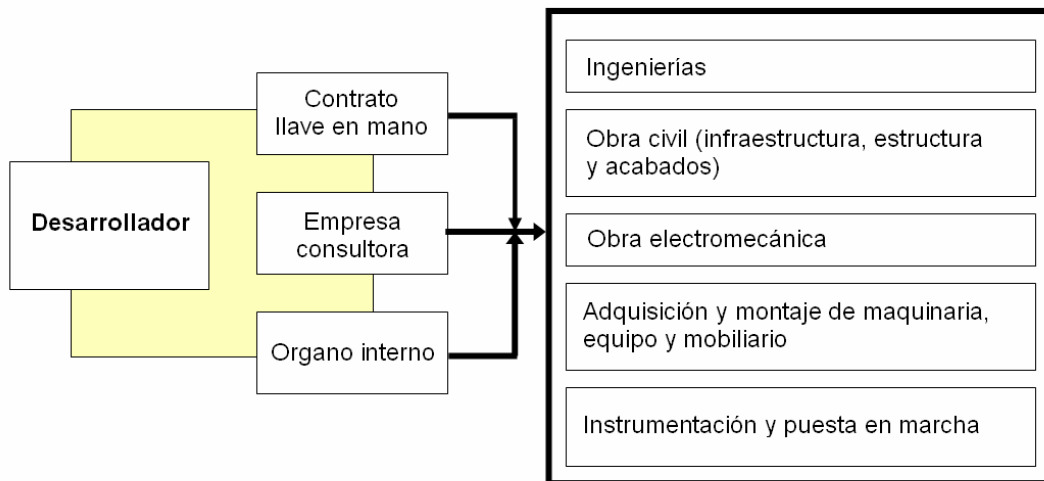 Contrato
llave en mano
Desarrollador
Empresa
consultora
Organo interno
Ingenierías
Obra civil (infraestructura, estructura
y acabados)
Obra electromecánica
Adquisición y montaje de maquinaria,
equipo y mobiliario
Instrumentación y puesta en marcha